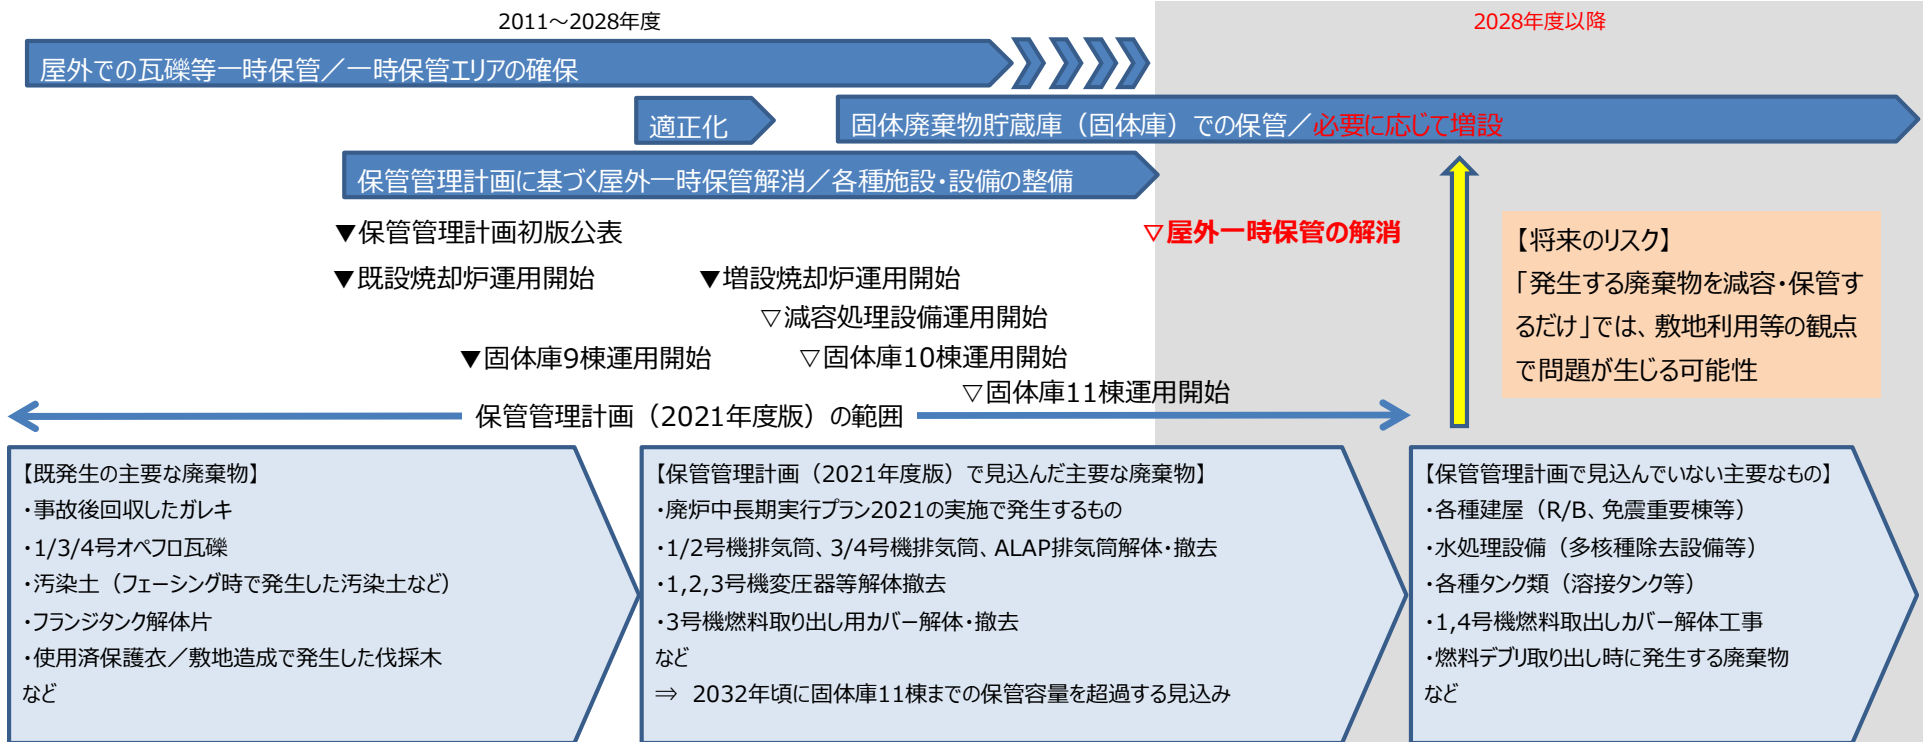 2011～2028年度
2028年度以降
屋外での瓦礫等一時保管／一時保管エリアの確保
適正化
固体廃棄物貯蔵庫（固体庫）での保管／必要に応じて増設
保管管理計画に基づく屋外一時保管解消／各種施設・設備の整備
▼保管管理計画初版公表
▽屋外一時保管の解消
▼既設焼却炉運用開始
▼増設焼却炉運用開始
▽減容処理設備運用開始
▼固体庫9棟運用開始
▽固体庫10棟運用開始
▽固体庫11棟運用開始
保管管理計画（2021年度版）の範囲
【将来のリスク】
「発生する廃棄物を減容・保管す
るだけ」では、敷地利用等の観点
で問題が生じる可能性
【既発生の主要な廃棄物】
・事故後回収したガレキ
・1/3/4号オペフロ瓦礫
・汚染土（フェーシング時で発生した汚染土など）
・フランジタンク解体片
・使用済保護衣／敷地造成で発生した伐採木
など
【保管管理計画（2021年度版）で見込んだ主要な廃棄物】
・廃炉中長期実行プラン2021の実施で発生するもの
・1/2号機排気筒、3/4号機排気筒、ALAP排気筒解体・撤去
・1,2,3号機変圧器等解体撤去
・3号機燃料取り出し用カバー解体・撤去
など
⇒ 2032年頃に固体庫11棟までの保管容量を超過する見込み
【保管管理計画で見込んでいない主要なもの】
・各種建屋（R/B、免震重要棟等）
・水処理設備（多核種除去設備等）
・各種タンク類（溶接タンク等）
・1,4号機燃料取出しカバー解体工事
・燃料デブリ取り出し時に発生する廃棄物
など